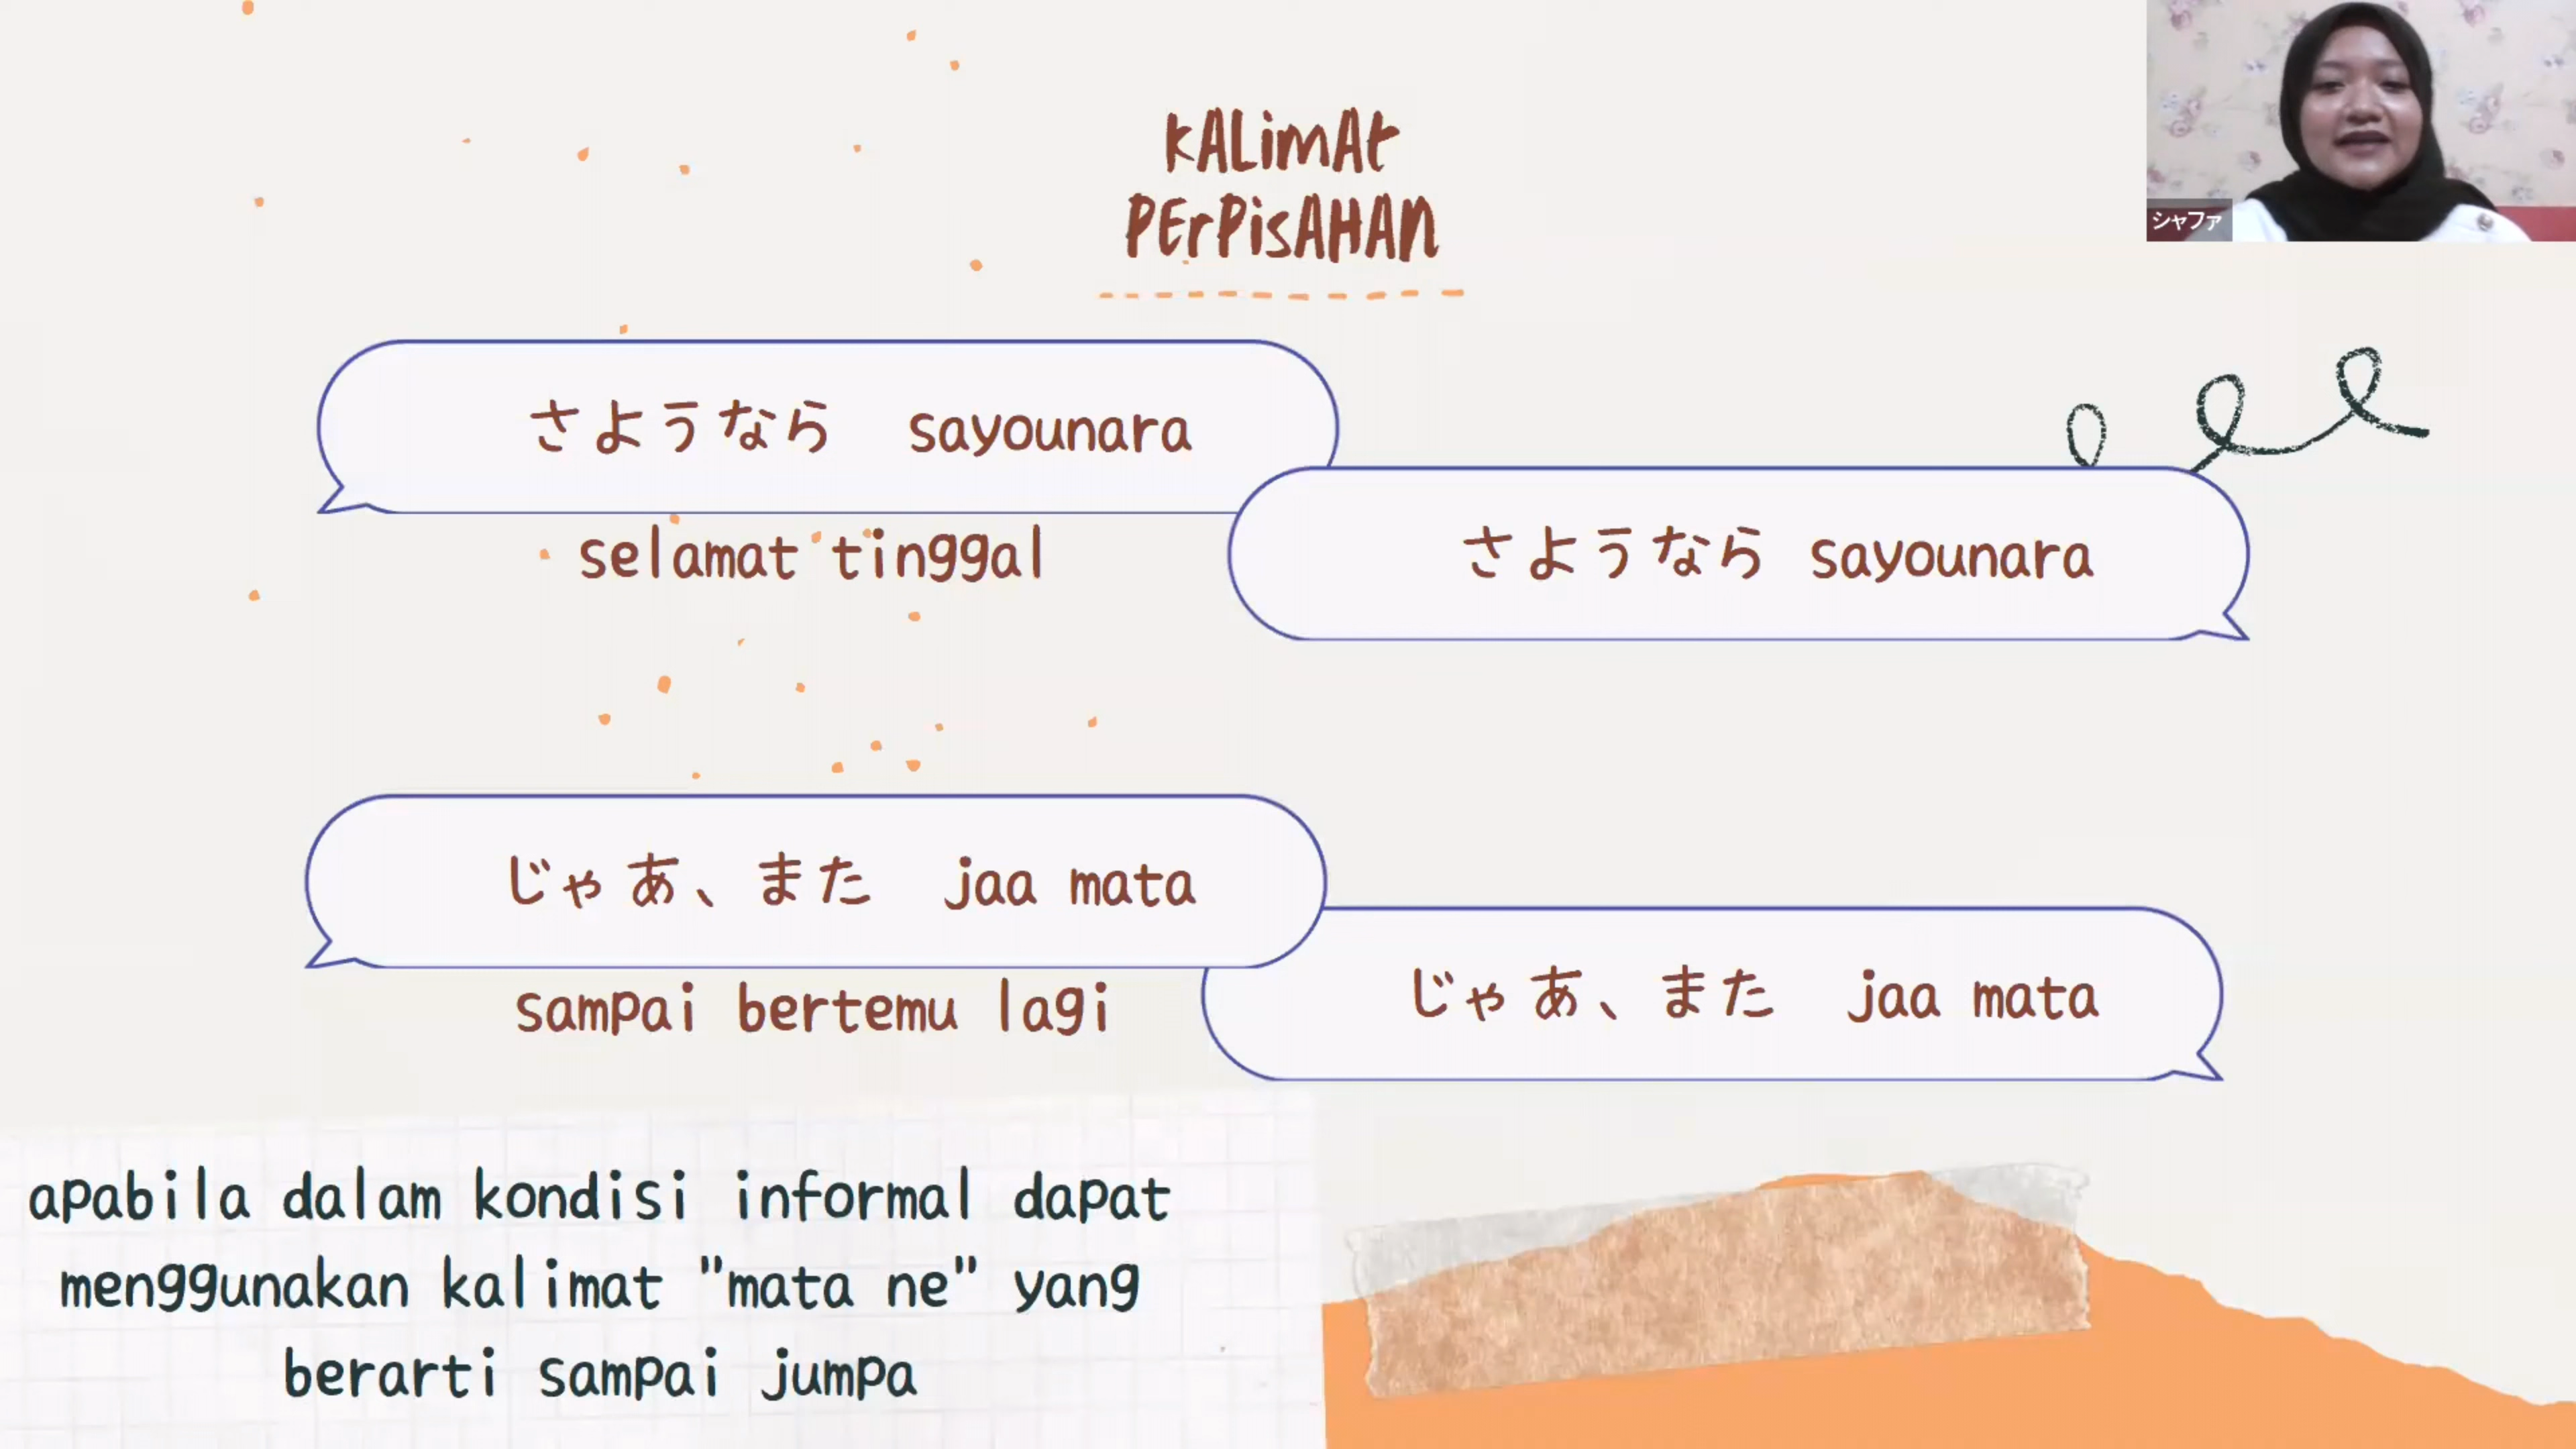 KALimAt
PErPisAHAN
シャファ
さようなら sayounara
selamat tinggal
さようなら sayounara
じゃあ、また jaa mata
sampai bertemu lagi
じゃあ、また jaa mata
apabila dalam kondisi informal dapat
menggunakan kalimat "mata ne" yang
berarti sampai jumpa